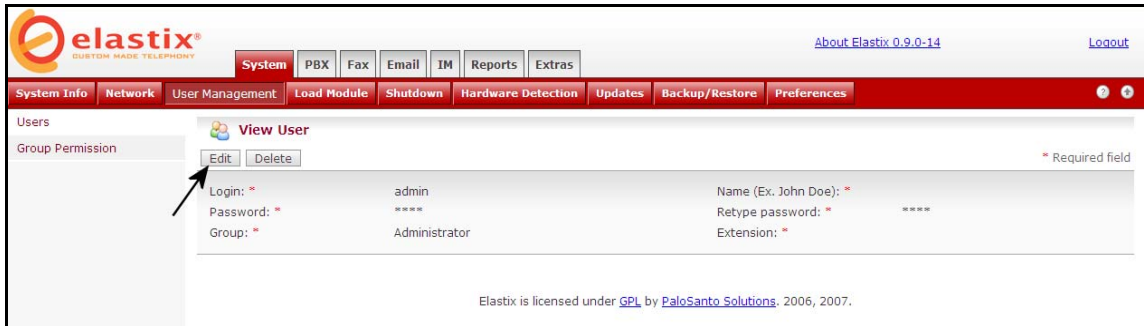 elastix®
CUSTOM MADE TELEPHONY
About Elastix 0.9.0-14 Logout
System PBX Fax Email IM Reports Extras
System Info Network User Management Load Module Shutdown Hardware Detection Updates Backup/Restore Preferences ?
Users
Group Permission
View User
Edit Delete * Required field
Login: * admin Name (Ex. John Doe): *
Password: * **** Retype password: * ****
Group: * Administrator Extension: *
Elastix is licensed under GPL by PaloSanto Solutions. 2006, 2007.